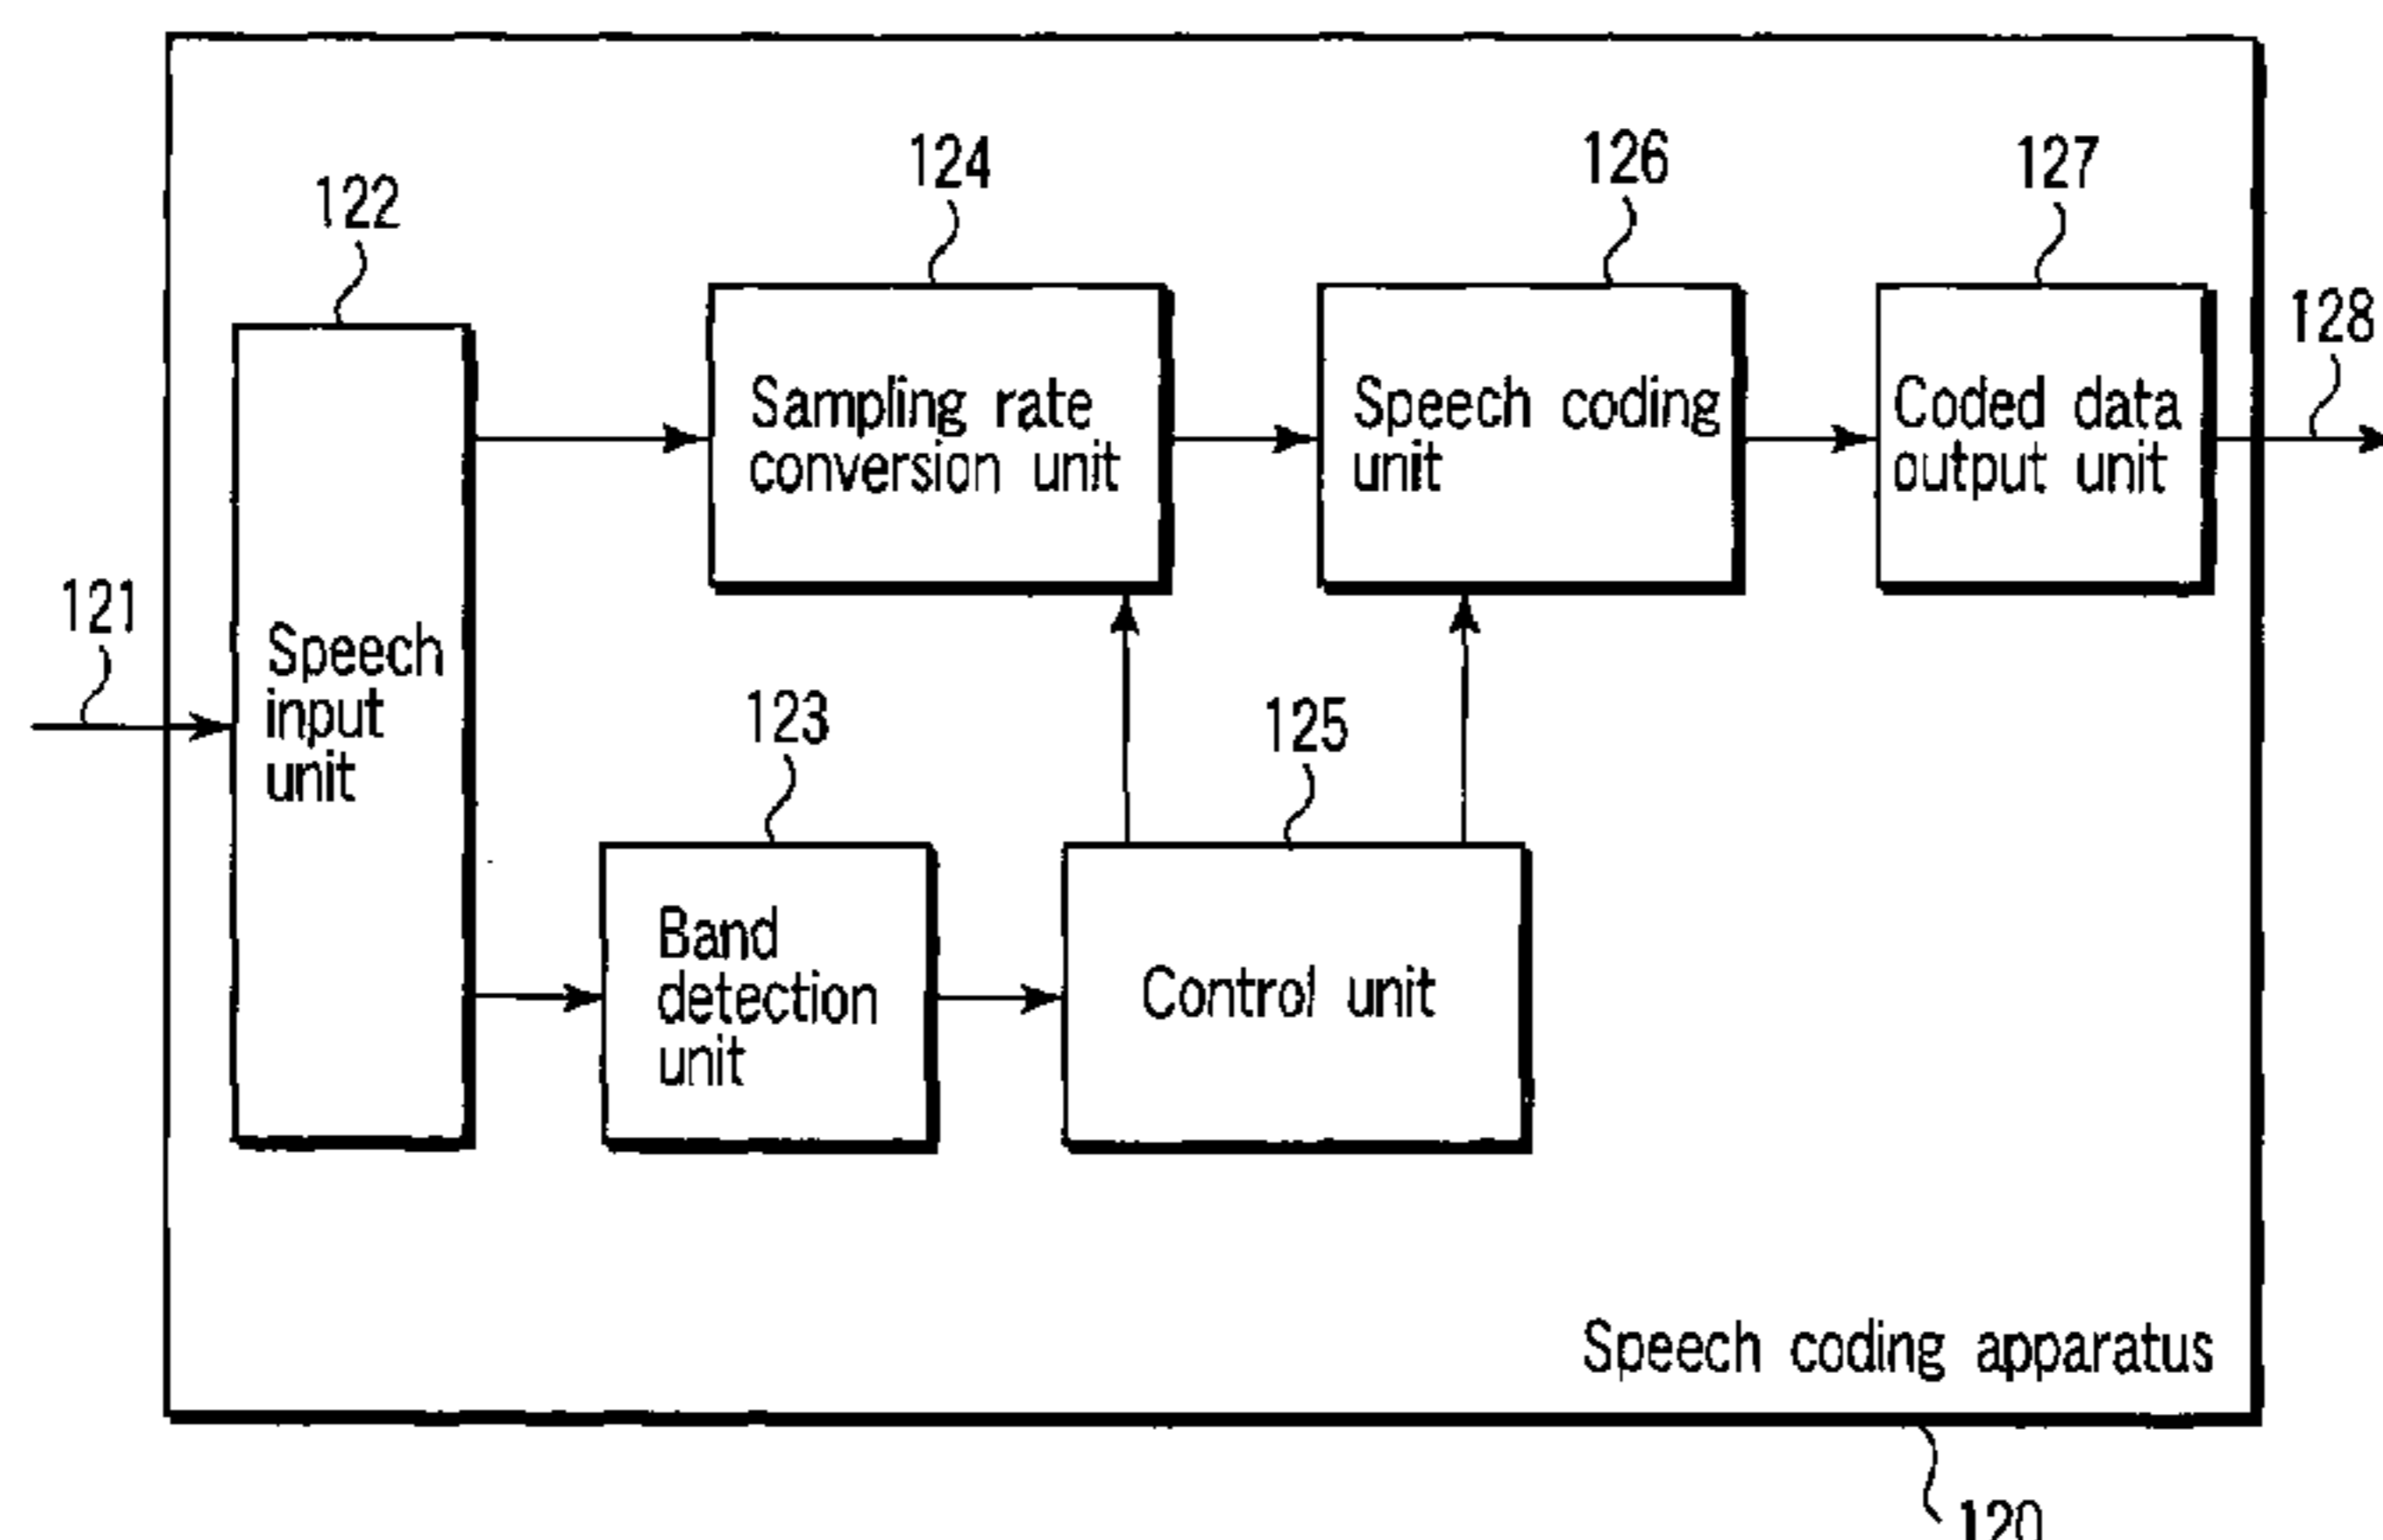 124
126
127
122
128
Sampling rate
conversion unit
Speech coding
unit
Coded data
output unit
121
Speech
input
unit
123
125
Band
detection
unit
Control unit
Speech coding apparatus
120